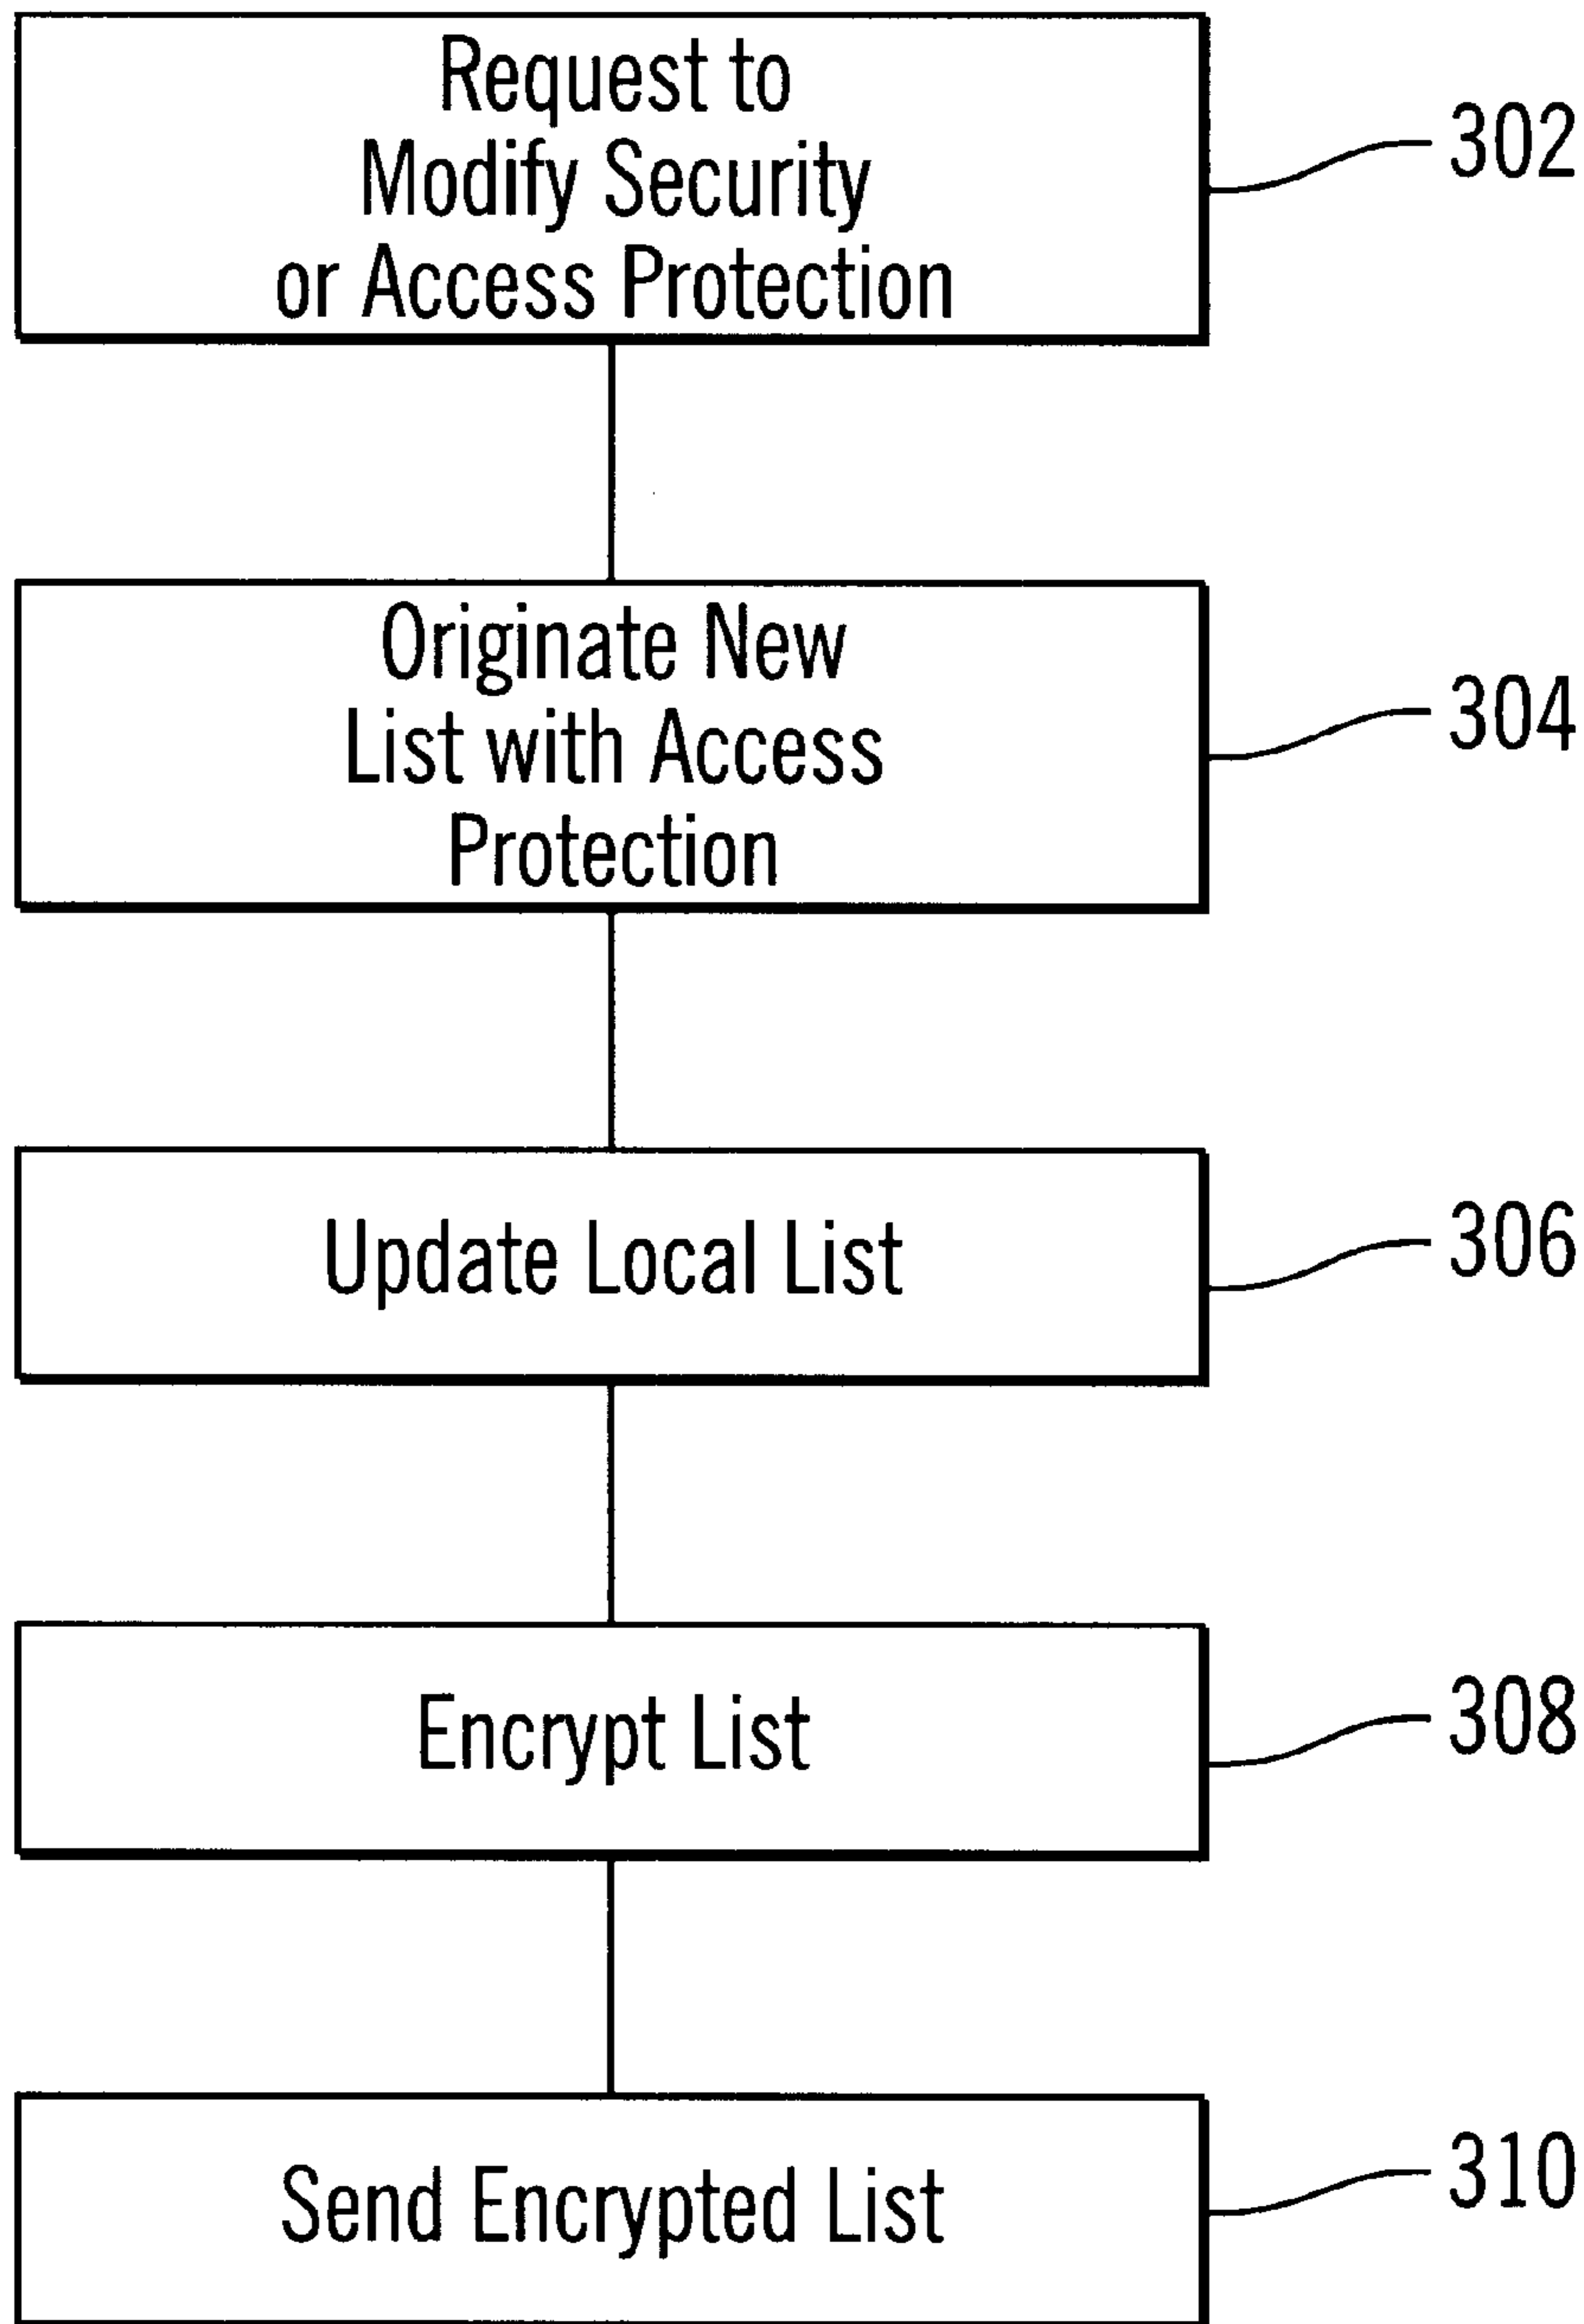 Request to
Modify Security
or Access Protection
302
Originate New
List with Access
Protection
304
Update Local List
306
Encrypt List
308
Send Encrypted List
310